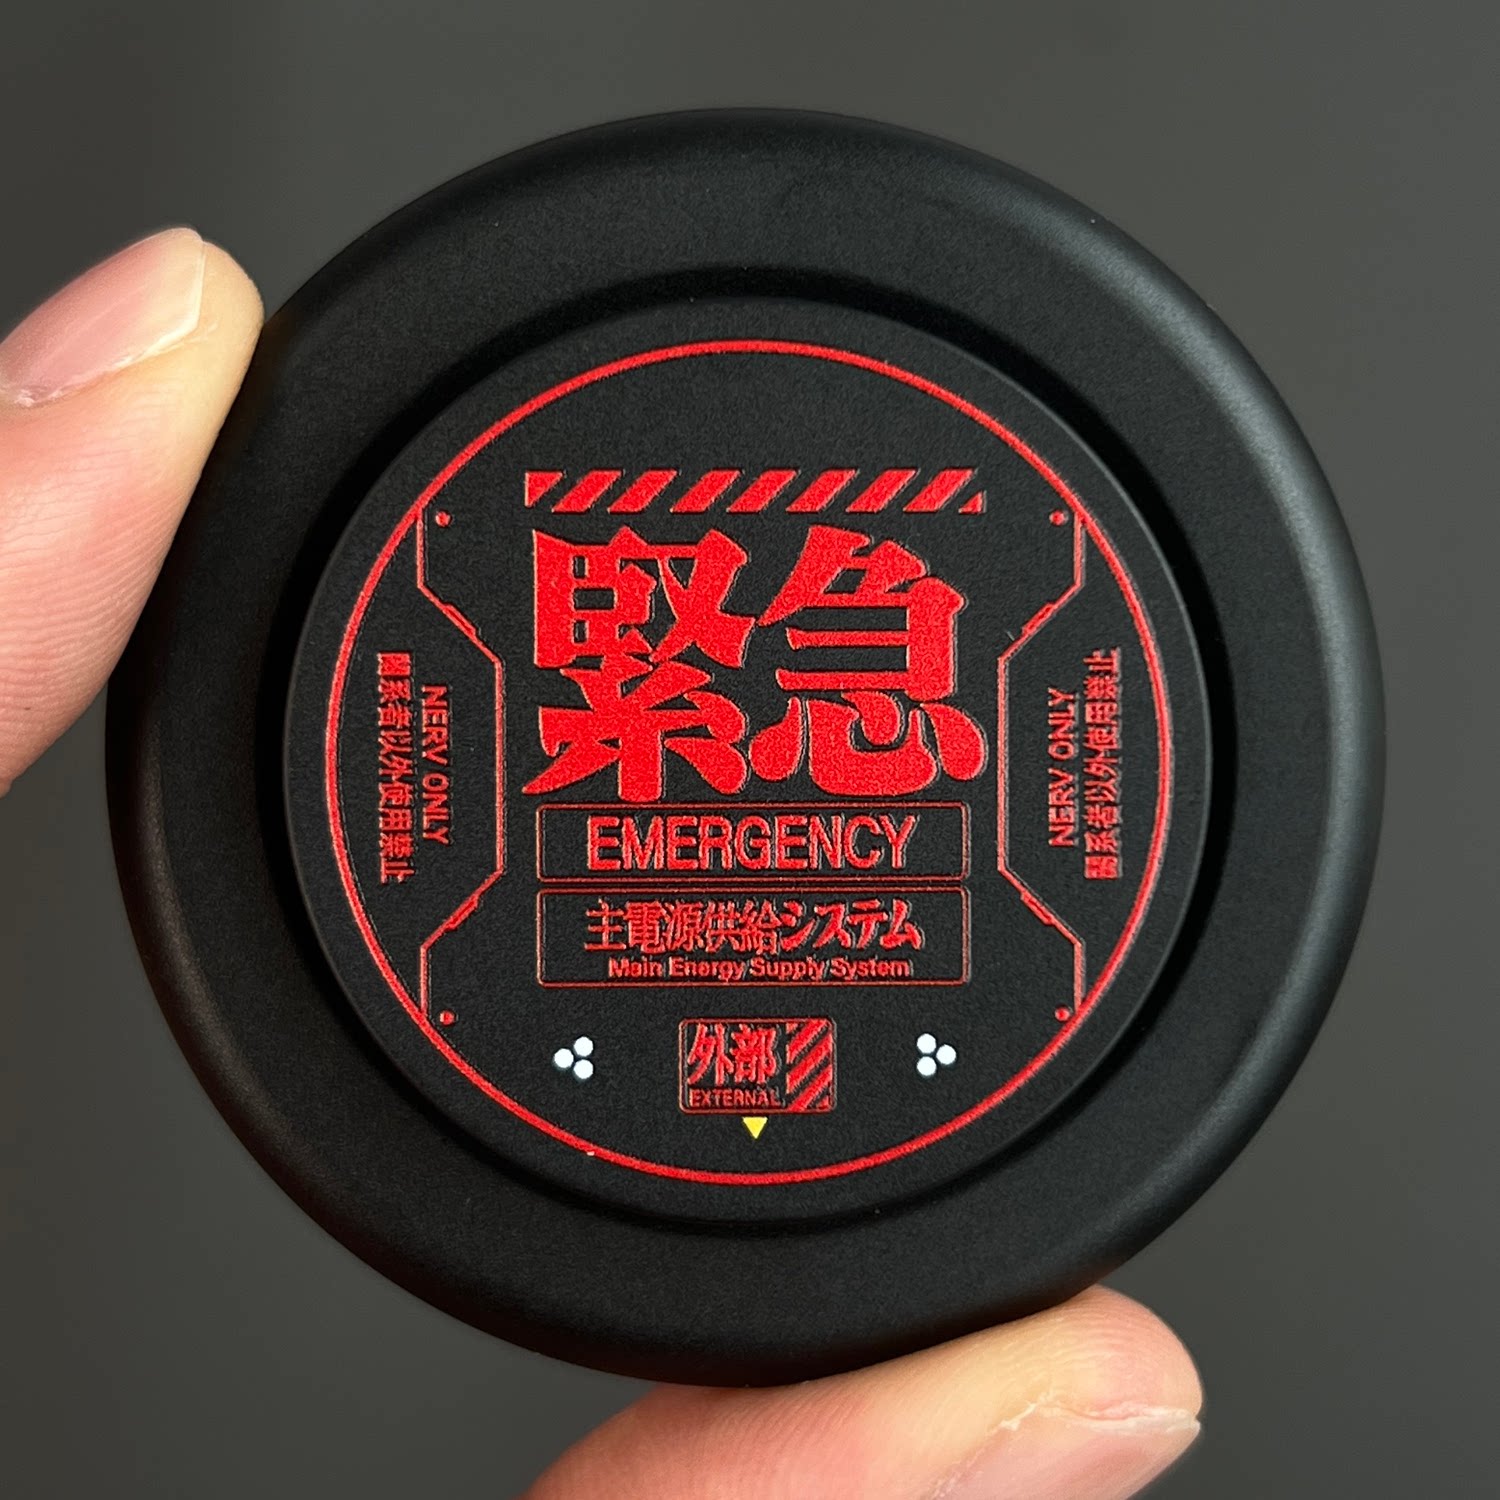 緊急
EMERGENCY
主電源供給システム
Main Energy Supply System
外部
EXTERNAL
NERV ONLY
関係者以外使用禁止
NERV ONLY
関係者以外使用禁止